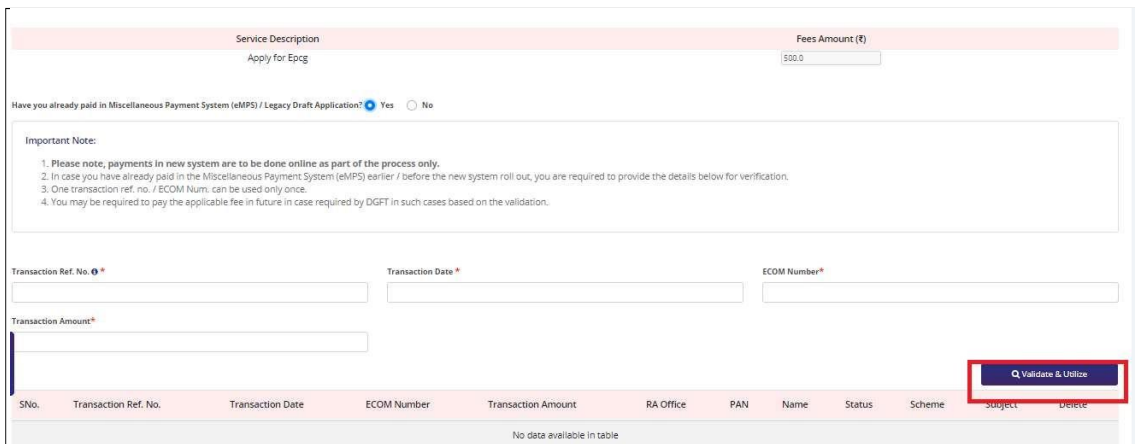 Service Description Fees Amount (₹)
Apply for Epcg 500.0
Have you already paid in Miscellaneous Payment System (eMPS) / Legacy Draft Application? Yes No
Important Note:
1. Please note, payments in new system are to be done online as part of the process only.
2. In case you have already paid in the Miscellaneous Payment System (eMPS) earlier / before the new system roll out, you are required to provide the details below for verification.
3. One transaction ref. no. / ECOM Num. can be used only once.
4. You may be required to pay the applicable fee in future in case required by DGFT in such cases based on the validation.
Transaction Ref. No. * Transaction Date * ECOM Number*
Transaction Amount*
Validate & Utilize
SNo. Transaction Ref. No. Transaction Date ECOM Number Transaction Amount RA Office PAN Name Status Scheme Subject Delete
No data available in table